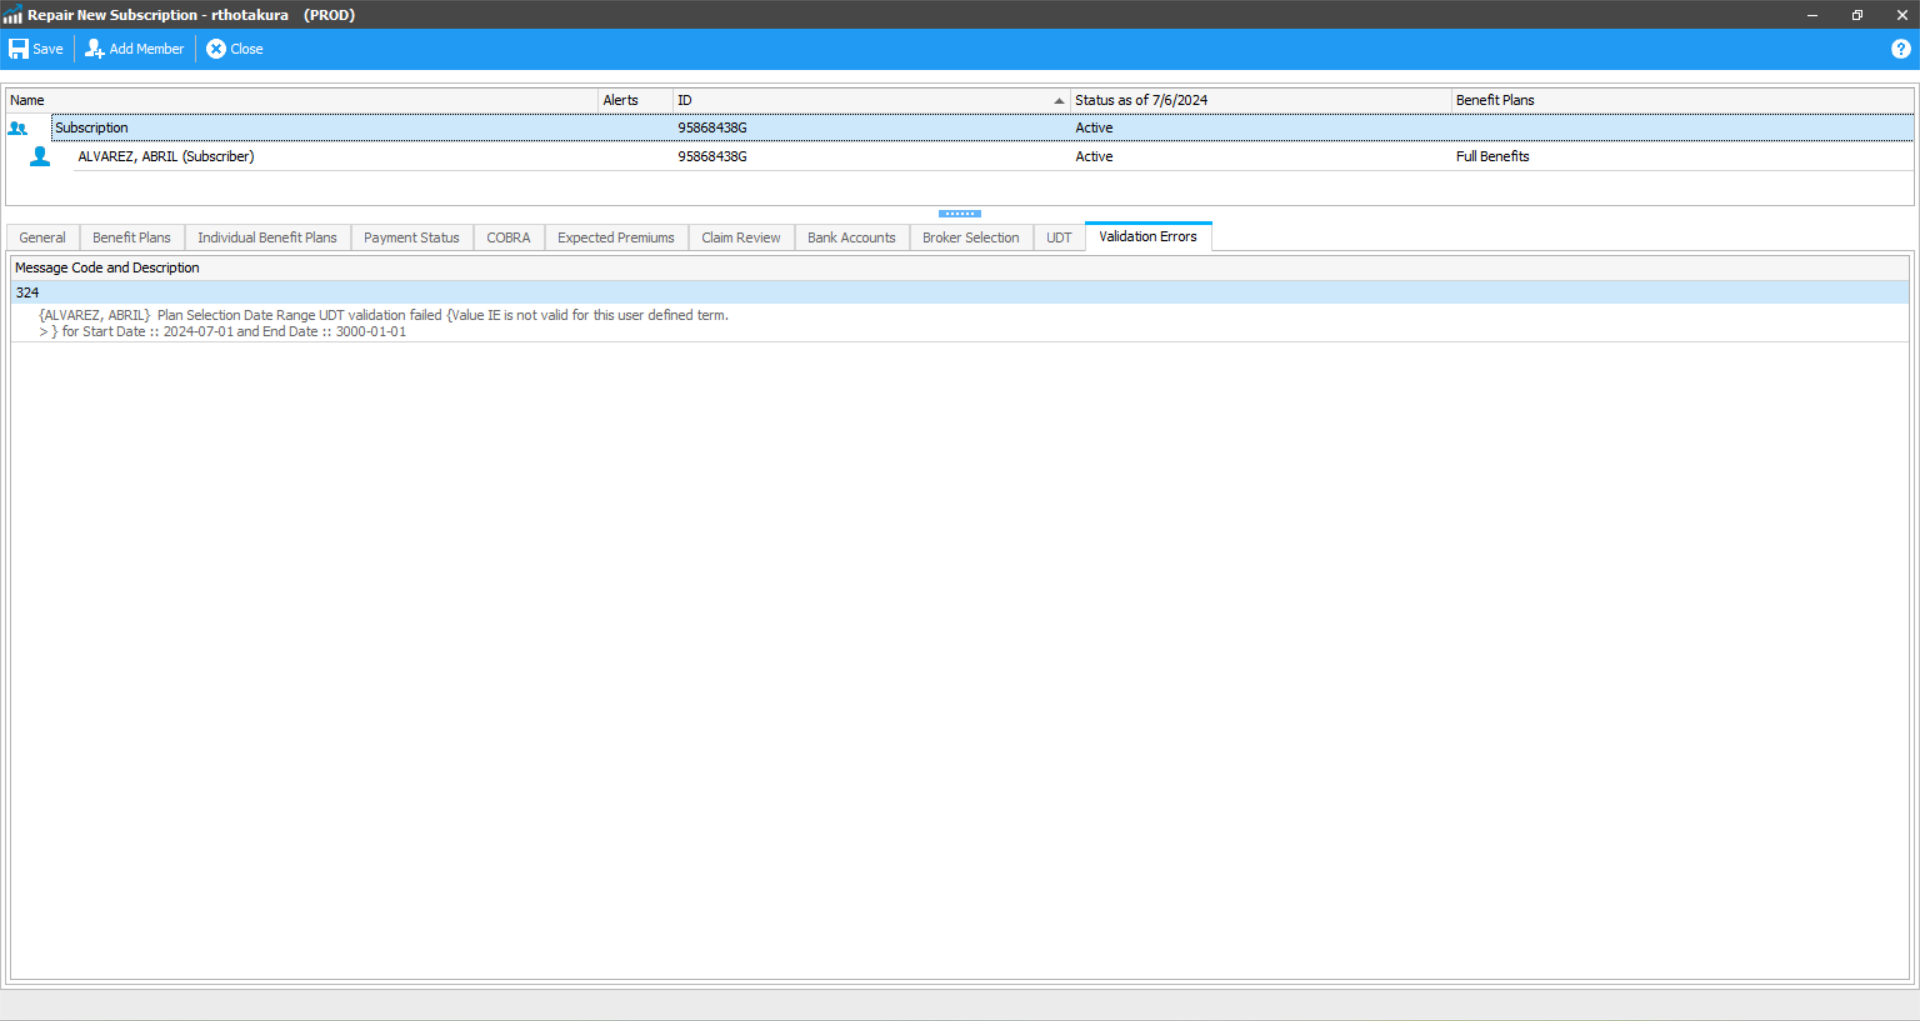 Repair New Subscription - rthotakura (PROD)
Save Add Member Close
Name Alerts ID Status as of 7/6/2024 Benefit Plans
Subscription 95868438G Active
ALVAREZ, ABRIL (Subscriber) 95868438G Active Full Benefits
General Benefit Plans Individual Benefit Plans Payment Status COBRA Expected Premiums Claim Review Bank Accounts Broker Selection UDT Validation Errors
Message Code and Description
324
{ALVAREZ, ABRIL} Plan Selection Date Range UDT validation failed {Value IE is not valid for this user defined term.
> } for Start Date :: 2024-07-01 and End Date :: 3000-01-01